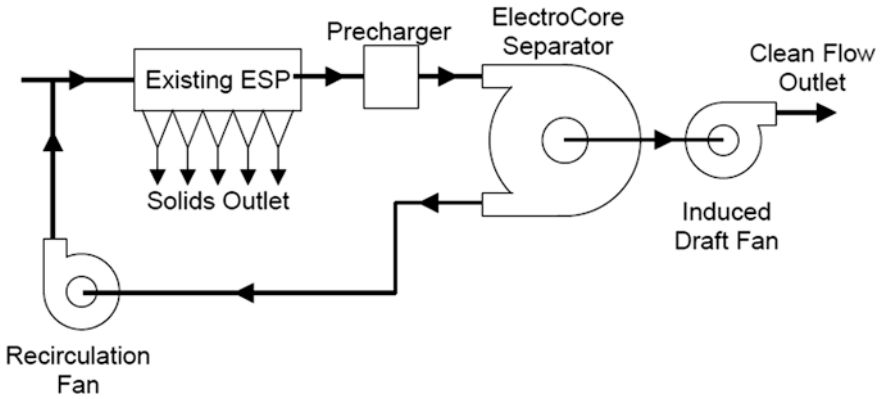 ElectroCore
Separator
Precharger
Clean Flow
Outlet
Existing ESP
Solids Outlet
Induced
Draft Fan
Recirculation
Fan